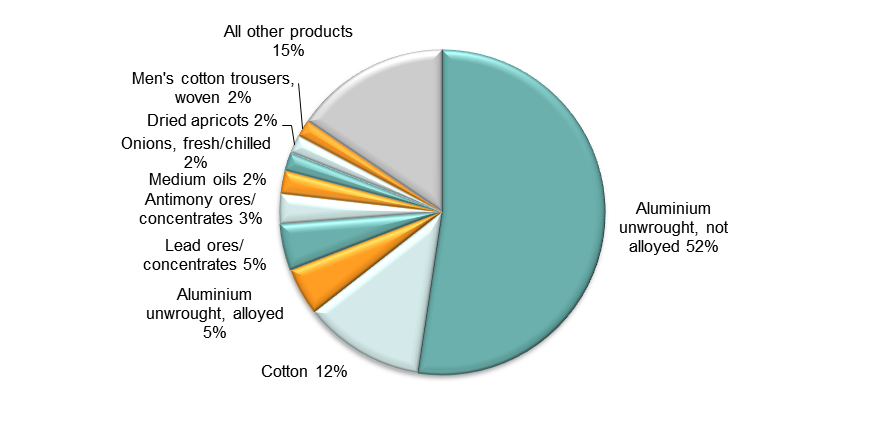 All other products
15%
Men's cotton trousers,
woven 2%
Dried apricots 2%
Onions, fresh/chilled
2%
Medium oils 2%
Antimony ores/
concentrates 3%
Lead ores/
concentrates 5%
Aluminium
unwrought, alloyed
5%
Cotton 12%
Aluminium
unwrought, not
alloyed 52%